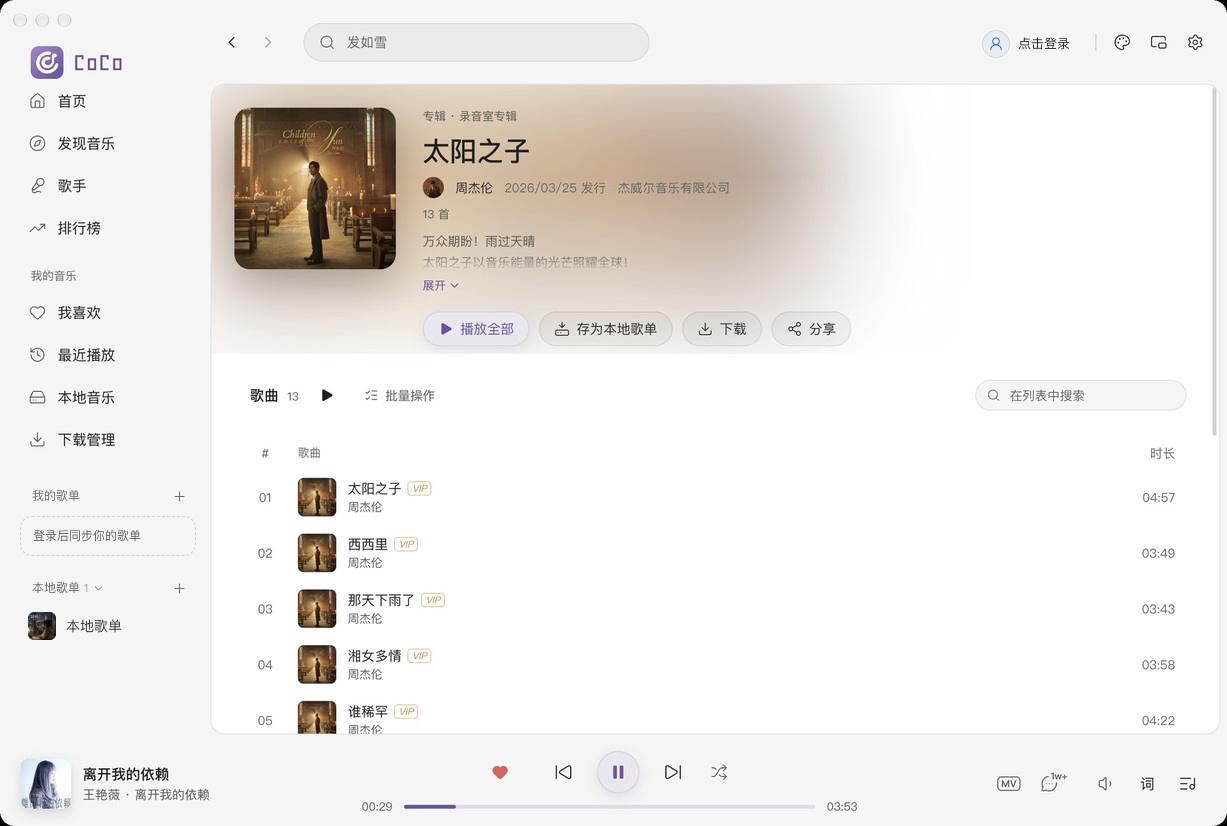 发如雪
点击登录
CoCo
首页
发现音乐
歌手
排行榜
我的音乐
我喜欢
最近播放
本地音乐
下载管理
我的歌单
登录后同步你的歌单
本地歌单 1
本地歌单
Children of the Sun
专辑 · 录音室专辑
太阳之子
周杰伦 2026/03/25 发行 杰威尔音乐有限公司
13 首
万众期盼！雨过天晴
太阳之子以音乐能量的光芒照耀全球！
展开
播放全部 存为本地歌单 下载 分享
歌曲 13 批量操作 在列表中搜索
# 歌曲 时长
01 太阳之子 VIP 04:57
周杰伦
02 西西里 VIP 03:49
周杰伦
03 那天下雨了 VIP 03:43
周杰伦
04 湘女多情 VIP 03:58
周杰伦
05 谁稀罕 VIP 04:22
周杰伦
离开我的依赖
王艳薇 · 离开我的依赖
00:29 03:53
MV 1w+ 词